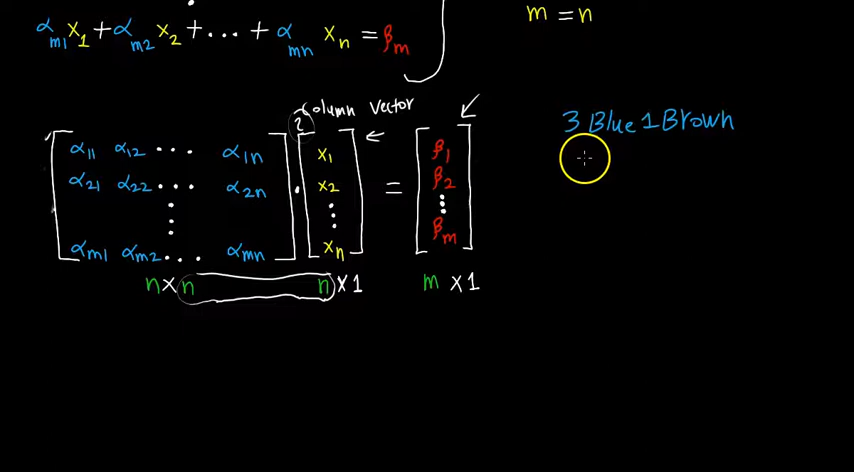 α_m1 x_1 + α_m2 x_2 + ... + α_mn x_n = β_m
m = n
Column vector
3 Blue 1 Brown
α_11 α_12 ... α_1n x_1 β_1
α_21 α_22 ... α_2n . x_2 = β_2
⋮ ⋮ ⋮
α_m1 α_m2 ... α_mn x_n β_m
n×n n×1 m×1